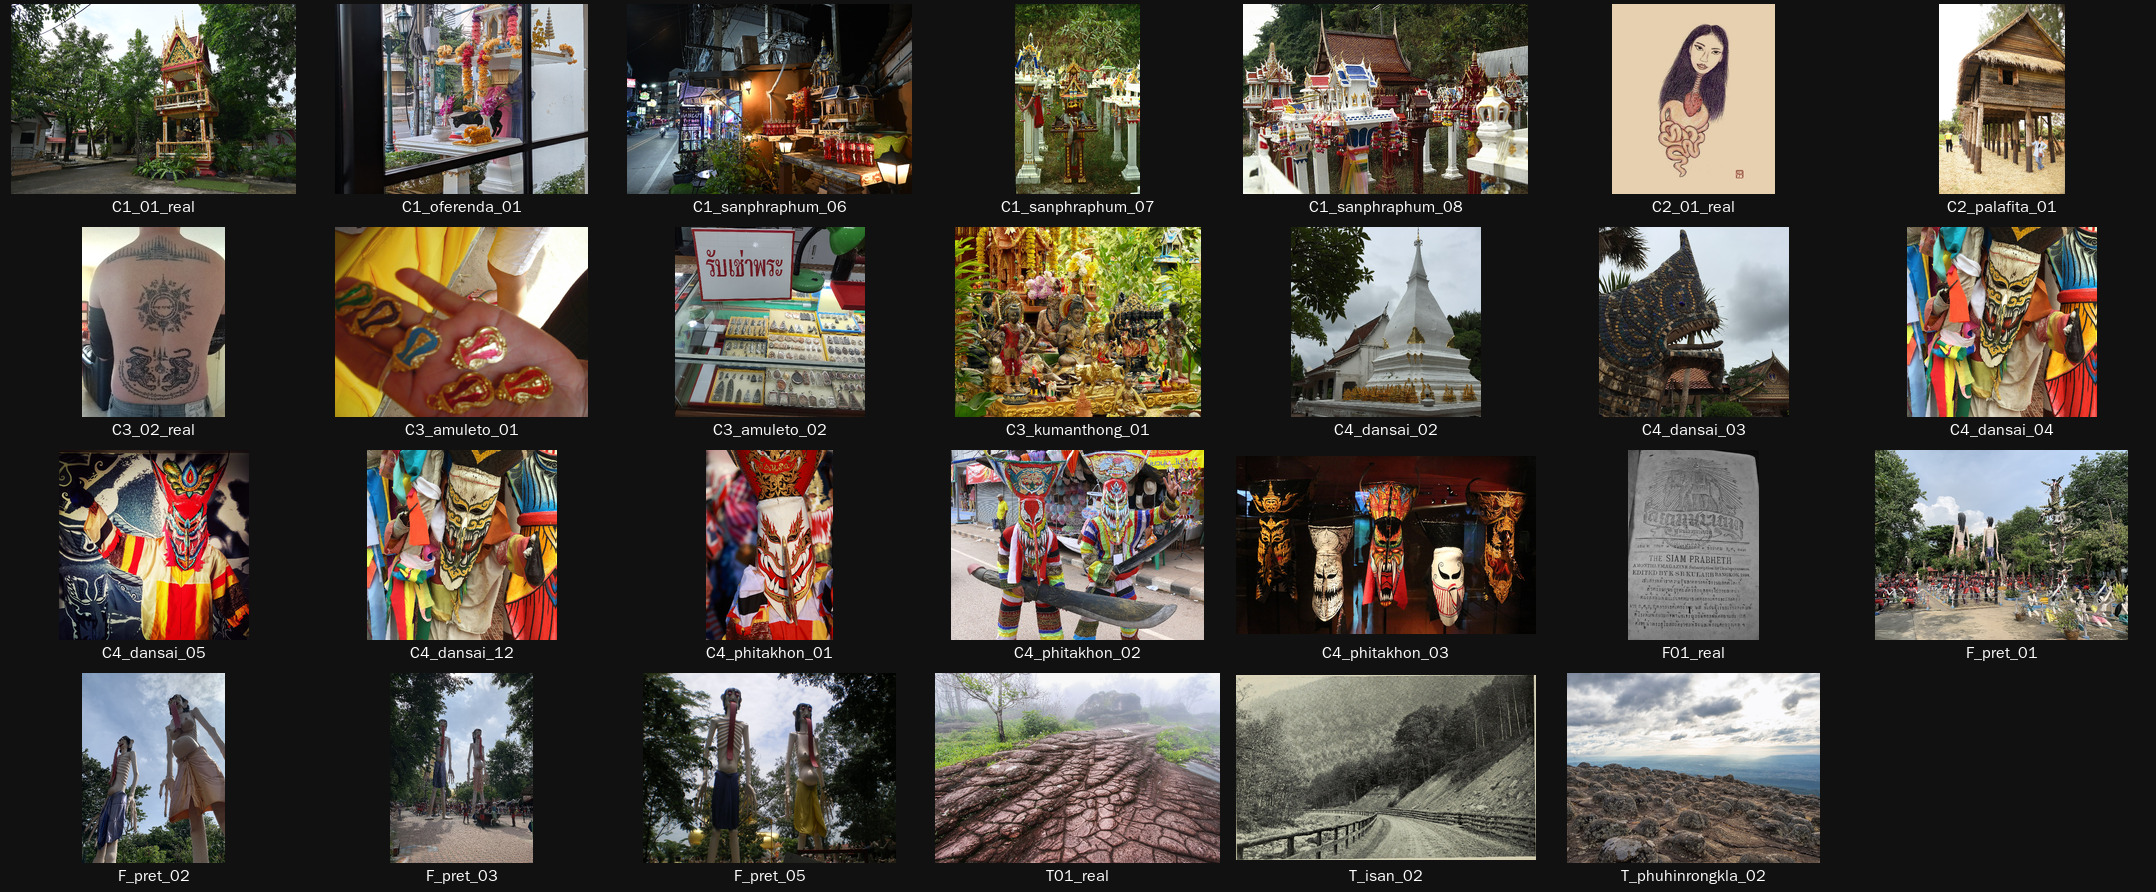 C1_01_real
C1_oferenda_01
C1_sanphraphum_06
C1_sanphraphum_07
C1_sanphraphum_08
C2_01_real
C2_palafita_01
รับเช่าพระ
C3_02_real
C3_amuleto_01
C3_amuleto_02
C3_kumanthong_01
C4_dansai_02
C4_dansai_03
C4_dansai_04
THE SIAM PRABHETH
C4_dansai_05
C4_dansai_12
C4_phitakhon_01
C4_phitakhon_02
C4_phitakhon_03
F01_real
F_pret_01
F_pret_02
F_pret_03
F_pret_05
T01_real
T_isan_02
T_phuhinrongkla_02